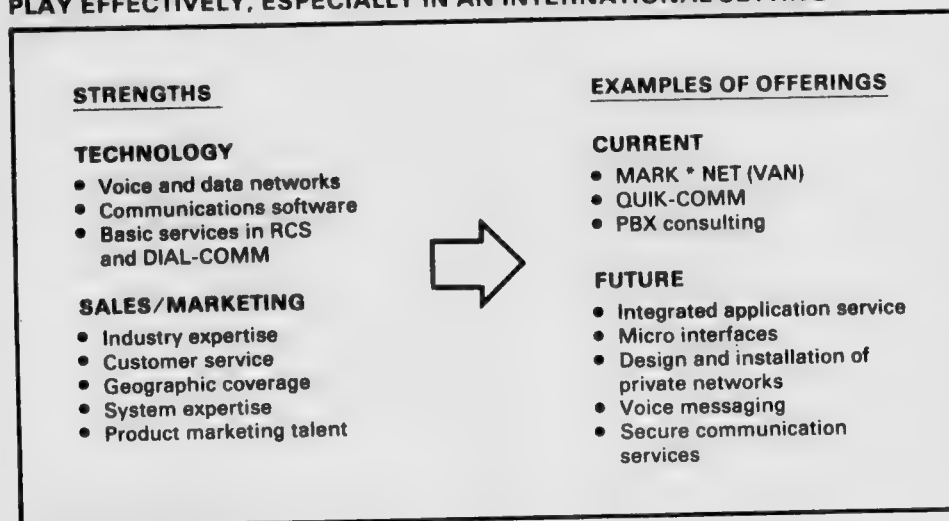 PLAY EFFECTIVELY, ESPECIALLY IN AN INTERNATIONAL SETTING
STRENGTHS
TECHNOLOGY
• Voice and data networks
• Communications software
• Basic services in RCS
and DIAL-COMM
SALES/MARKETING
• Industry expertise
• Customer service
• Geographic coverage
• System expertise
• Product marketing talent
EXAMPLES OF OFFERINGS
CURRENT
• MARK * NET (VAN)
• QUIK-COMM
• PBX consulting
FUTURE
• Integrated application service
• Micro interfaces
• Design and installation of
private networks
• Voice messaging
• Secure communication
services